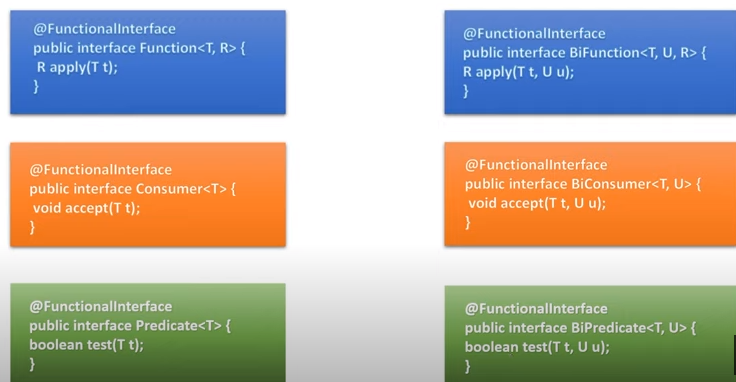 @FunctionalInterface
public interface Function<T, R> {
R apply(T t);
}
@FunctionalInterface
public interface BiFunction<T, U, R> {
R apply(T t, U u);
}
@FunctionalInterface
public interface Consumer<T> {
void accept(T t);
}
@FunctionalInterface
public interface BiConsumer<T, U> {
void accept(T t, U u);
}
@FunctionalInterface
public interface Predicate<T> {
boolean test(T t);
}
@FunctionalInterface
public interface BiPredicate<T, U> {
boolean test(T t, U u);
}